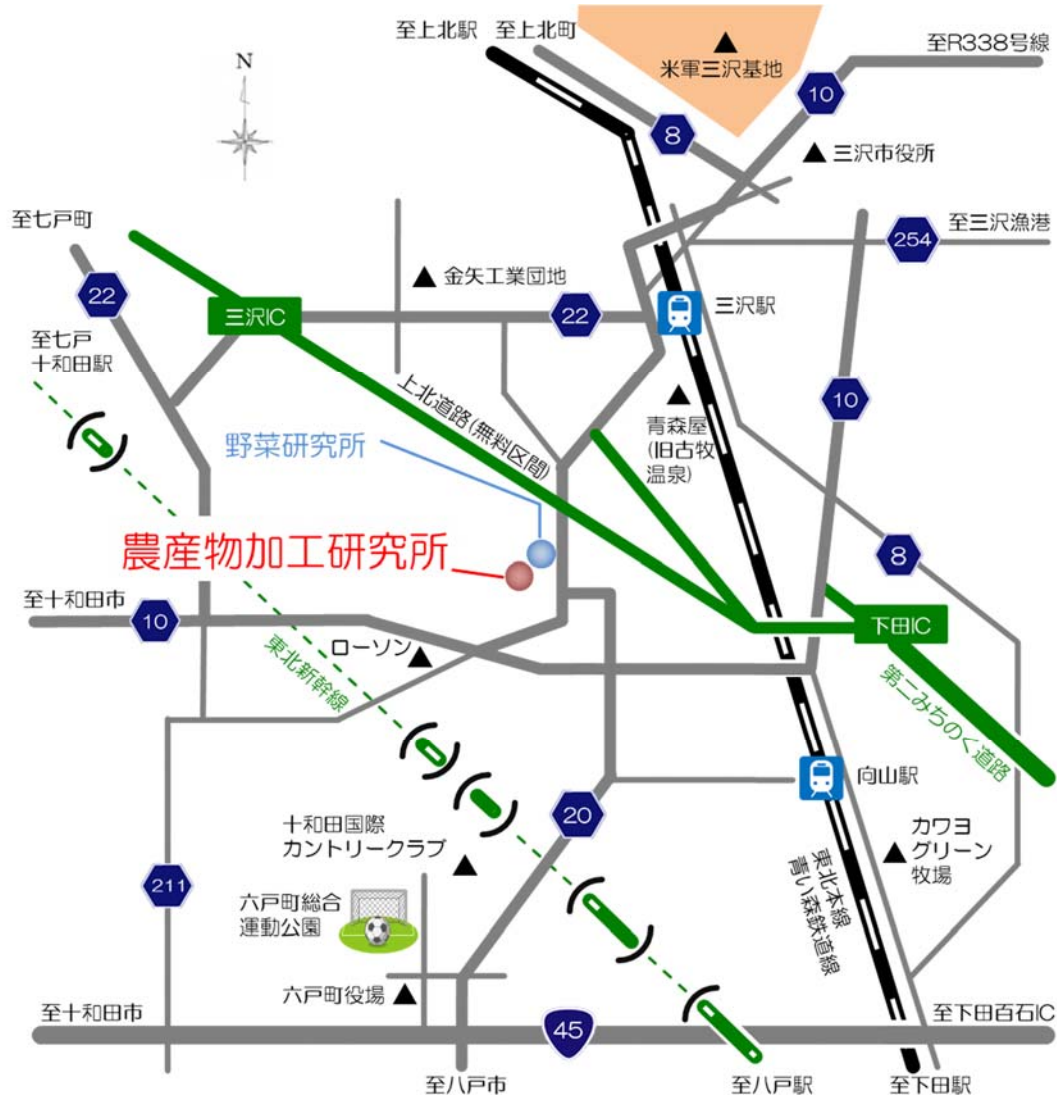 至上北駅
至上北町
米軍三沢基地
至R338号線
N
10
8
三沢市役所
至七戸町
至三沢漁港
254
金矢工業団地
22
三沢IC
22
三沢駅
至七戸
十和田駅
上北道路(無料区間)
10
青森屋
(旧古牧
温泉)
野菜研究所
農産物加工研究所
8
至十和田市
10
下田IC
ローソン
東北新幹線
第二みちのく道路
向山駅
20
十和田国際
カントリークラブ
カワヨ
グリーン
牧場
東北本線
青い森鉄道線
211
六戸町総合
運動公園
六戸町役場
至十和田市
45
至下田百石IC
至八戸市
至八戸駅
至下田駅